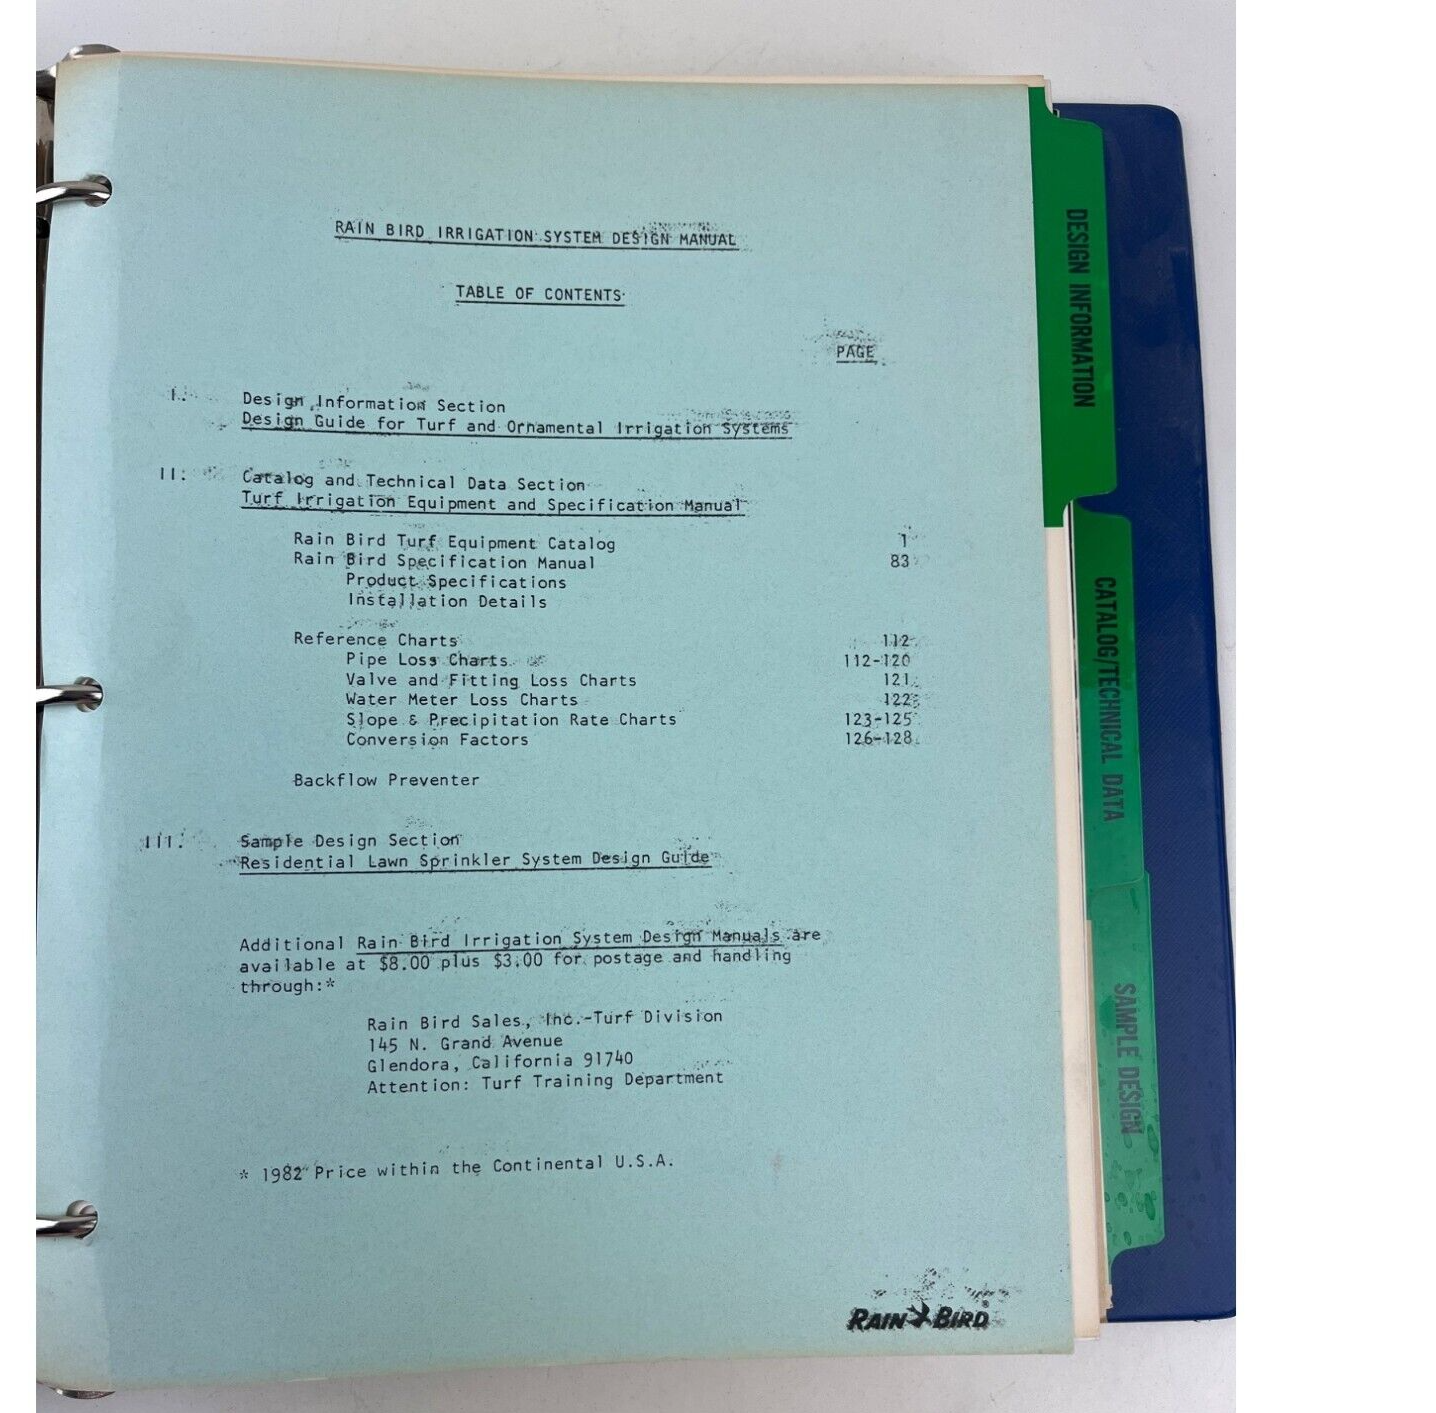 RAIN BIRD IRRIGATION SYSTEM DESIGN MANUAL
TABLE OF CONTENTS
PAGE
I. Design Information Section
Design Guide for Turf and Ornamental Irrigation Systems
II. Catalog and Technical Data Section
Turf Irrigation Equipment and Specification Manual
Rain Bird Turf Equipment Catalog 1
Rain Bird Specification Manual 83
Product Specifications
Installation Details
Reference Charts 112
Pipe Loss Charts 112-120
Valve and Fitting Loss Charts 121
Water Meter Loss Charts 122
Slope & Precipitation Rate Charts 123-125
Conversion Factors 126-128
Backflow Preventer
III. Sample Design Section
Residential Lawn Sprinkler System Design Guide
Additional Rain Bird Irrigation System Design Manuals are
available at $8.00 plus $3.00 for postage and handling
through:*
Rain Bird Sales, Inc.-Turf Division
145 N. Grand Avenue
Glendora, California 91740
Attention: Turf Training Department
* 1982 Price within the Continental U.S.A.
RAIN BIRD®
DESIGN INFORMATION
CATALOG/TECHNICAL DATA
SAMPLE DESIGN